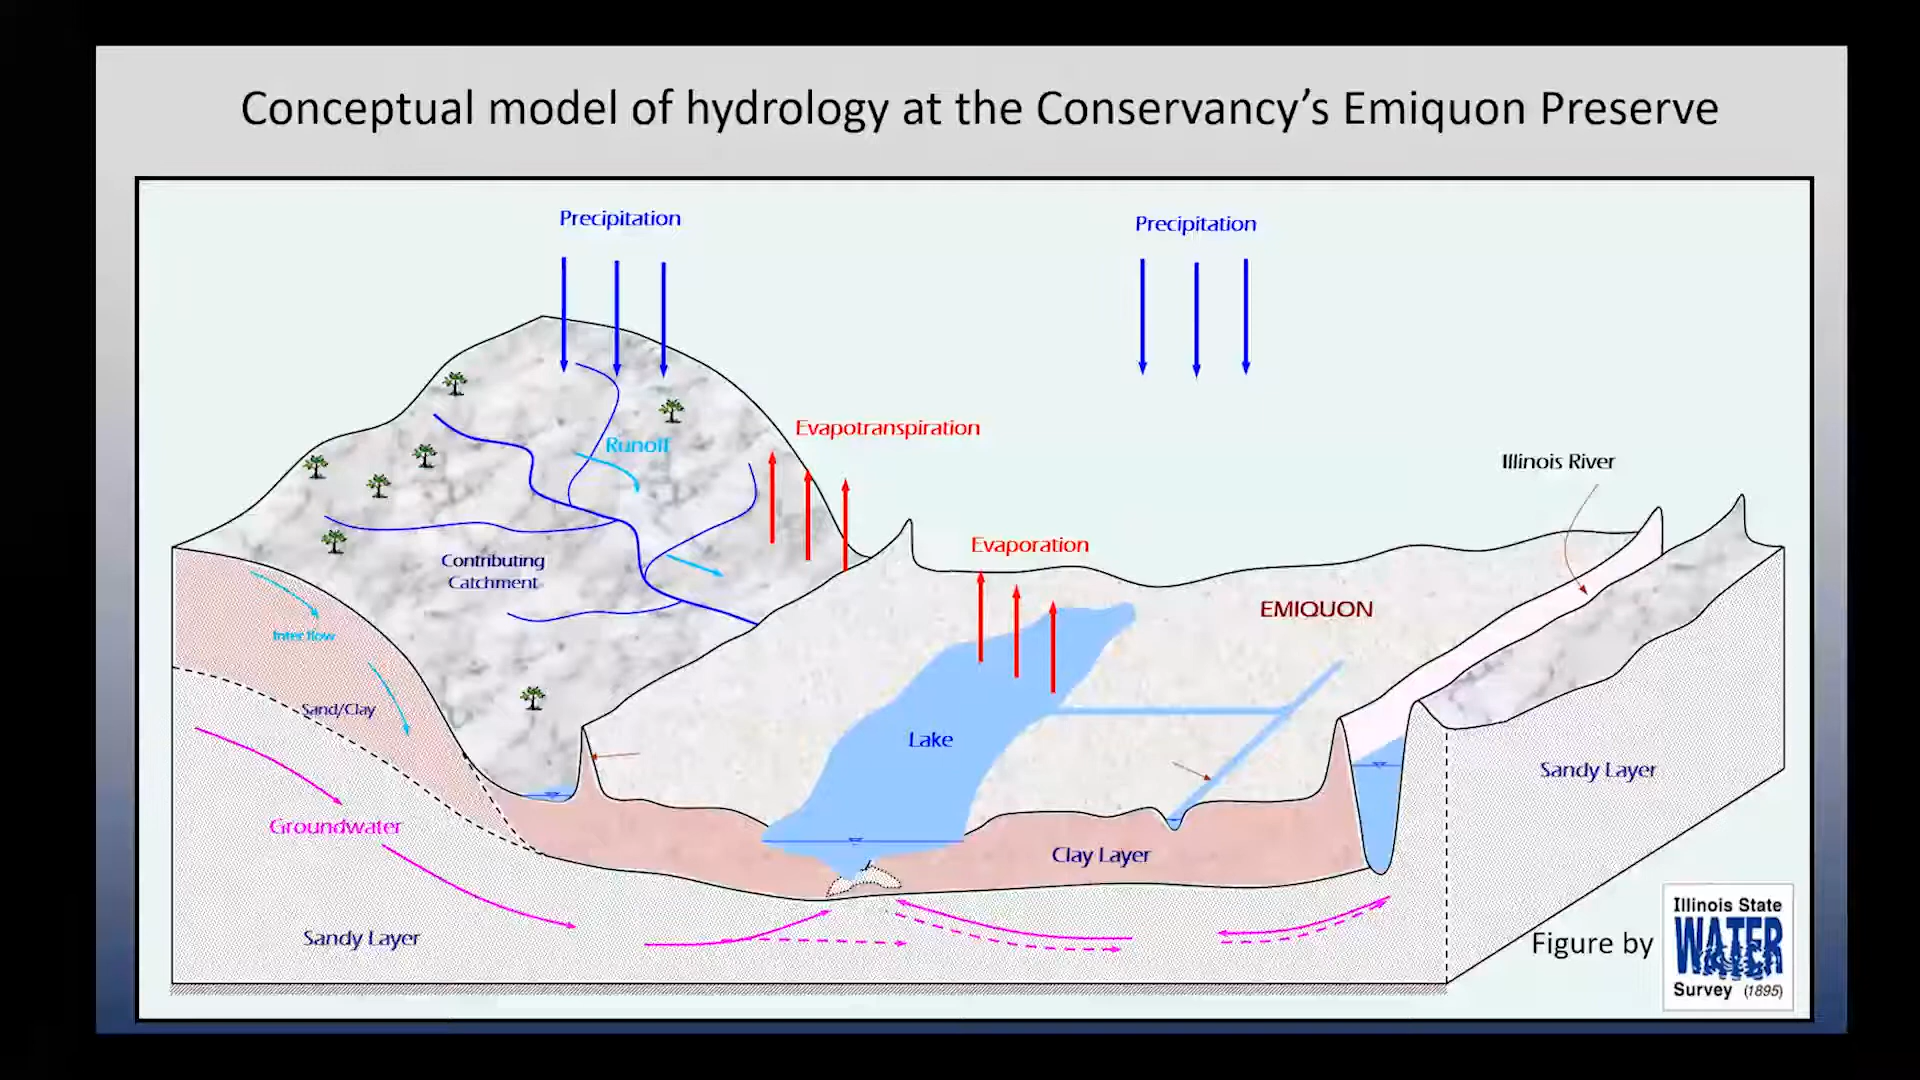 Conceptual model of hydrology at the Conservancy’s Emiquon Preserve
Precipitation
Precipitation
Evapotranspiration
Runoff
Illinois River
Evaporation
Contributing
Catchment
EMIQUON
Inter flow
Sand/Clay
Lake
Sandy Layer
Groundwater
Clay Layer
Sandy Layer
Figure by
Illinois State
WATER
Survey (1895)